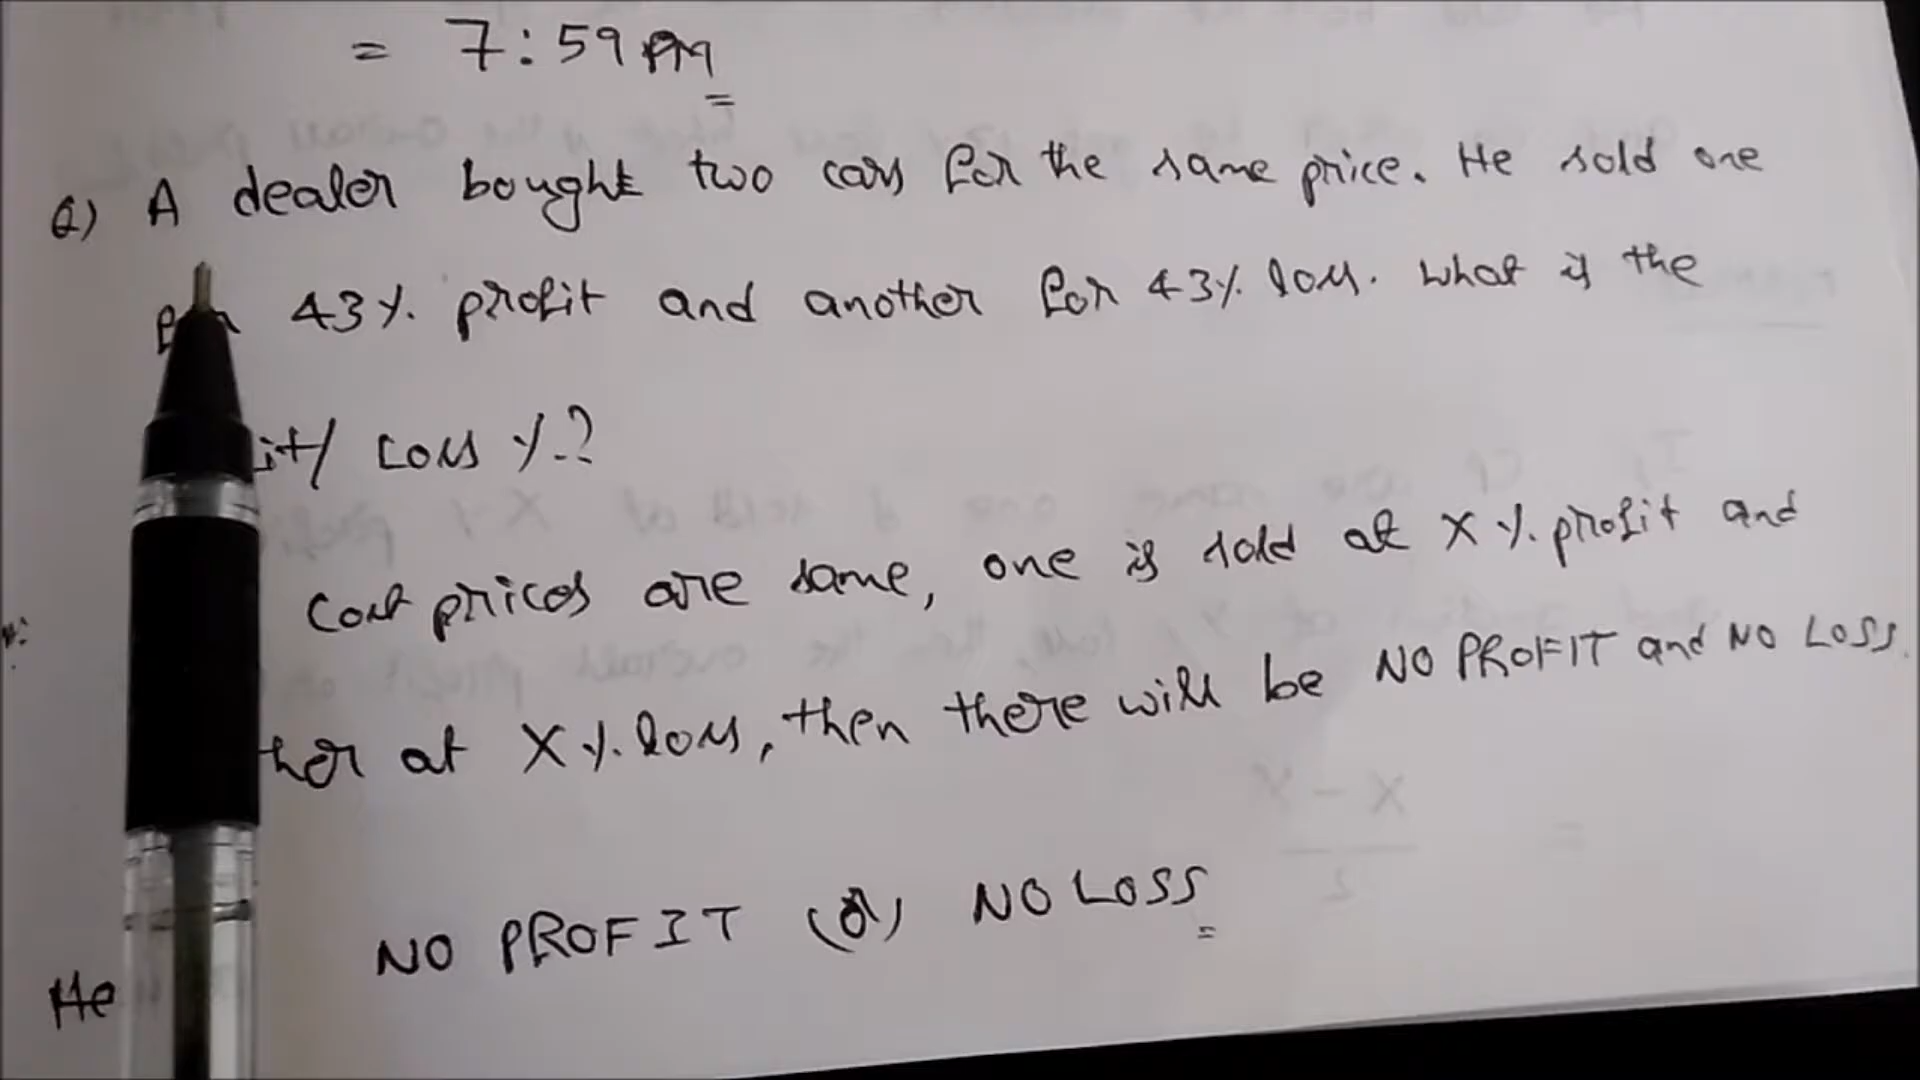 = 7:59 PM
Q) A dealer bought two cars for the same price. He sold one
43%. profit and another for 43%. loss. what is the
Loss %.?
Cost prices are same, one is sold at X %. profit and
at X %. loss, then there will be NO PROFIT and NO LOSS.
NO PROFIT (or) NO LOSS
He